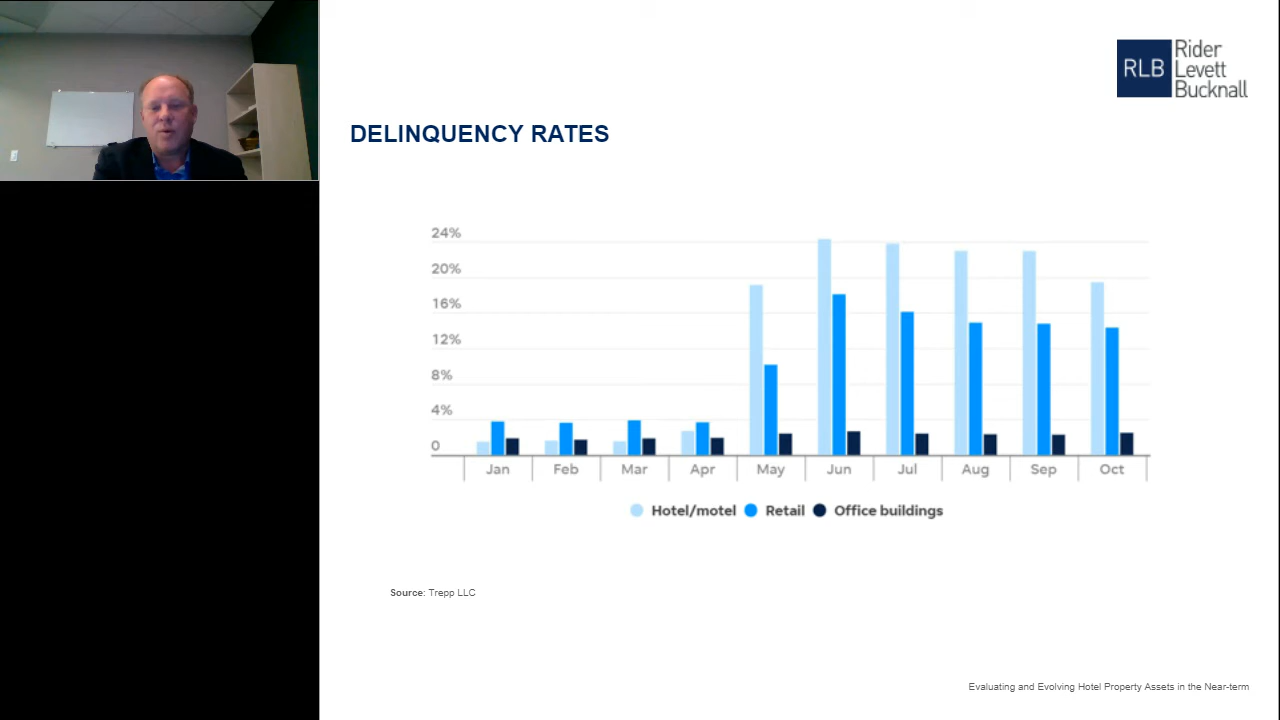 RLB
Rider
Levett
Bucknall
DELINQUENCY RATES
24%
20%
16%
12%
8%
4%
0
Jan Feb Mar Apr May Jun Jul Aug Sep Oct
Hotel/motel Retail Office buildings
Source: Trepp LLC
Evaluating and Evolving Hotel Property Assets in the Near-term